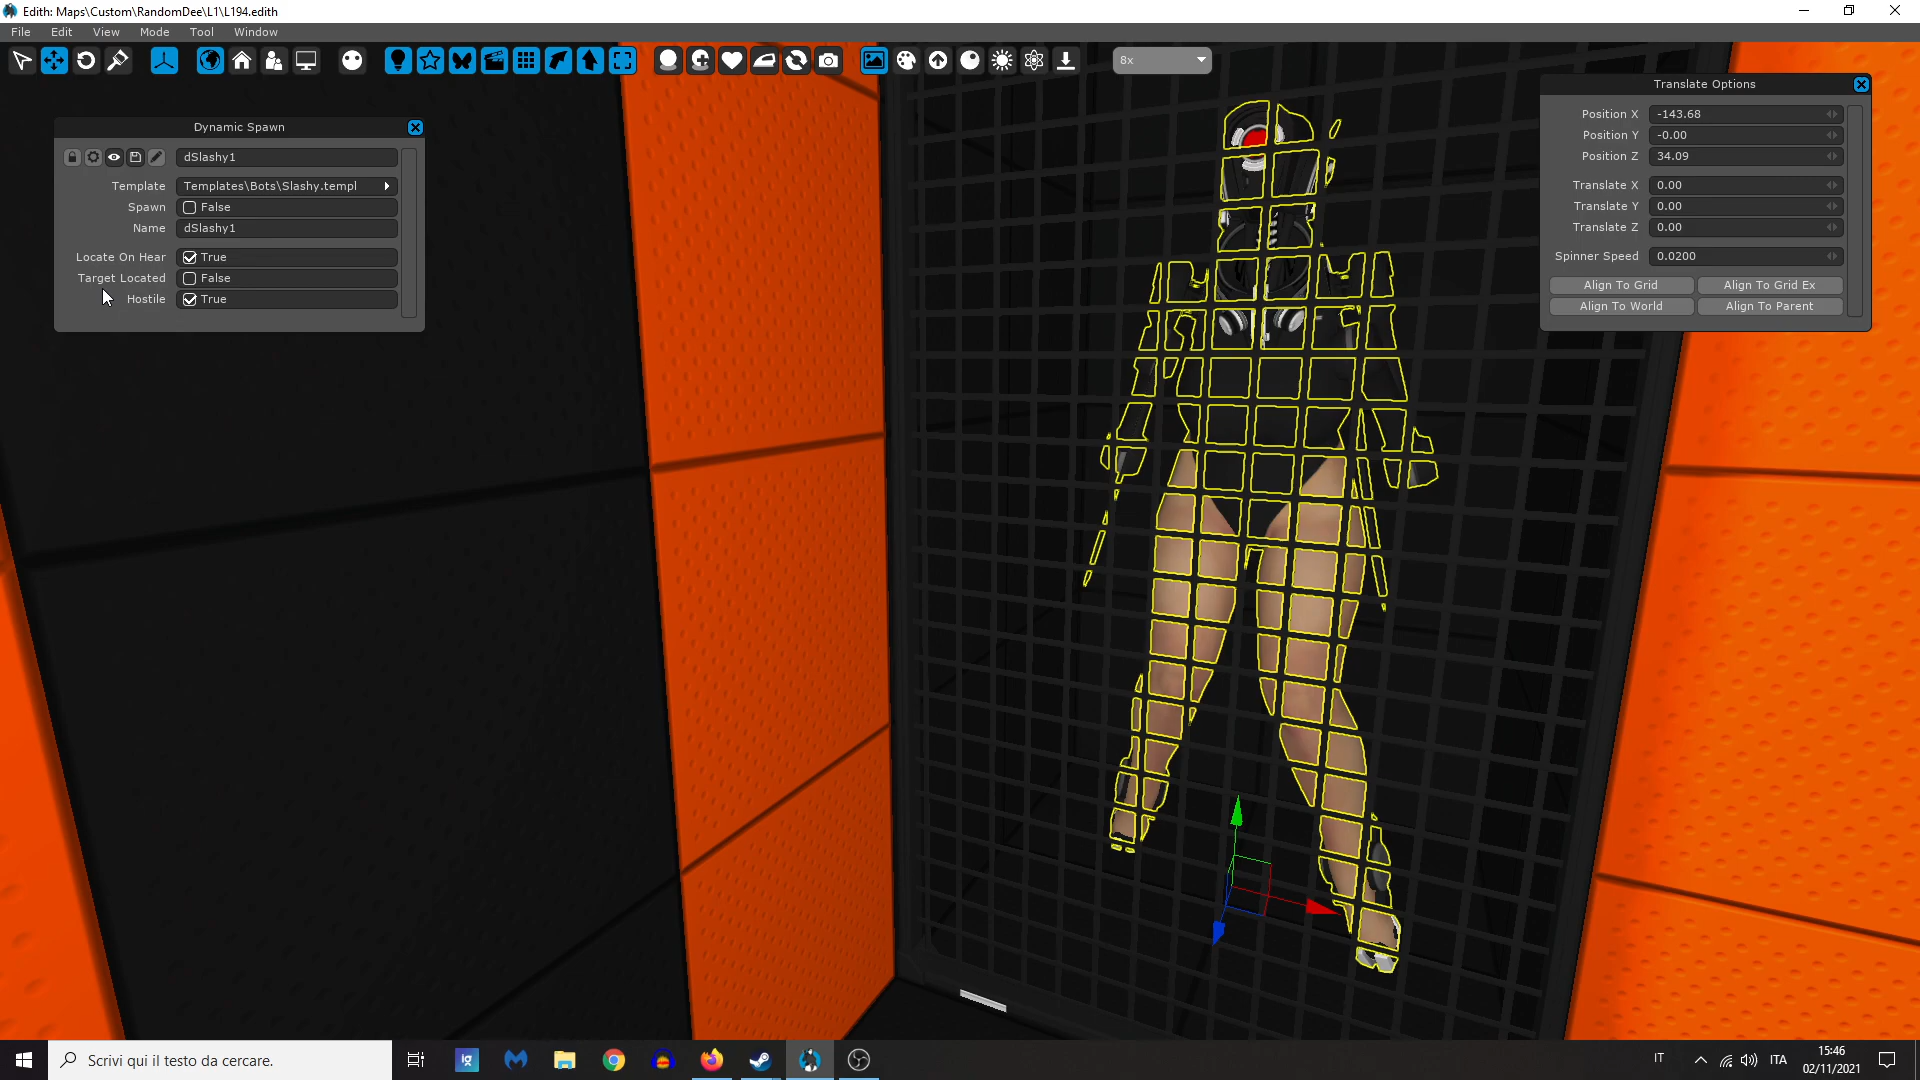 Edith: Maps\Custom\RandomDee\L1\L194.edith
File Edit View Mode Tool Window
8x
Dynamic Spawn
dSlashy1
Template Templates\Bots\Slashy.templ
Spawn False
Name dSlashy1
Locate On Hear True
Target Located False
Hostile True
Translate Options
Position X -143.68
Position Y -0.00
Position Z 34.09
Translate X 0.00
Translate Y 0.00
Translate Z 0.00
Spinner Speed 0.0200
Align To Grid Align To Grid Ex
Align To World Align To Parent
Scrivi qui il testo da cercare.
ig
IT
ITA
15:46
02/11/2021